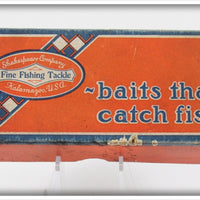 Shakespeare Company
Fine Fishing Tackle
Kalamazoo, U.S.A.
~baits tha
catch fis